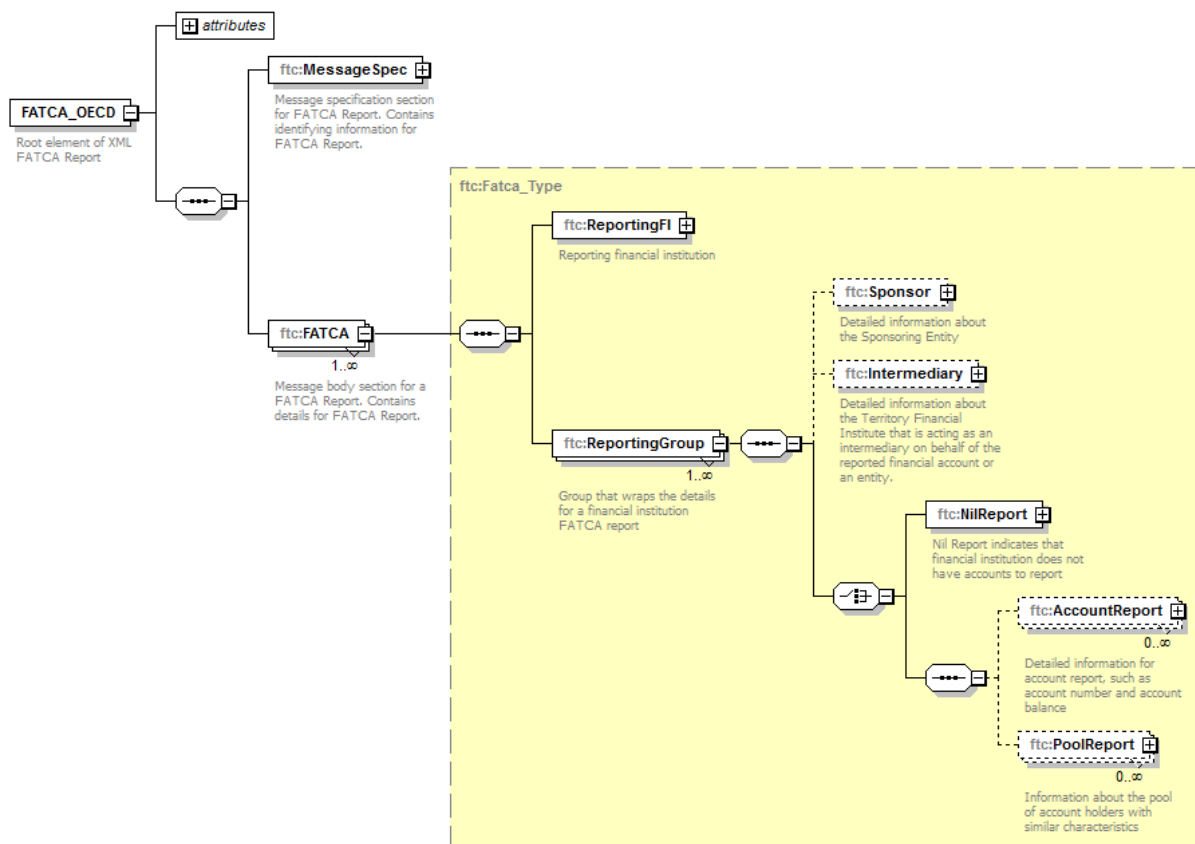 attributes
ftc:MessageSpec
Message specification section
for FATCA Report. Contains
identifying information for
FATCA Report.
FATCA_OECD
Root element of XML
FATCA Report
ftc:Fatca_Type
ftc:ReportingFI
Reporting financial institution
ftc:Sponsor
Detailed information about
the Sponsoring Entity
ftc:FATCA
1..∞
Message body section for a
FATCA Report. Contains
details for FATCA Report.
ftc:Intermediary
Detailed information about
the Territory Financial
Institute that is acting as an
intermediary on behalf of the
reported financial account or
an entity.
ftc:ReportingGroup
1..∞
Group that wraps the details
for a financial institution
FATCA report
ftc:NilReport
Nil Report indicates that
financial institution does not
have accounts to report
ftc:AccountReport
0..∞
Detailed information for
account report, such as
account number and account
balance
ftc:PoolReport
0..∞
Information about the pool
of account holders with
similar characteristics